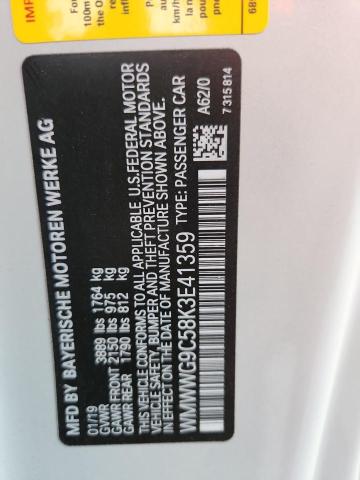 MFD BY BAYERISCHE MOTOREN WERKE AG
01/19
GVWR 3889 lbs 1764 kg
GAWR FRONT 2150 lbs 975 kg
GAWR REAR 1790 lbs 812 kg
THIS VEHICLE CONFORMS TO ALL APPLICABLE U.S.FEDERAL MOTOR
VEHICLE SAFETY, BUMPER AND THEFT PREVENTION STANDARDS
IN EFFECT ON THE DATE OF MANUFACTURE SHOWN ABOVE.
WMWWG9C58K3E41359 TYPE: PASSENGER CAR
A62/0
7 315 814